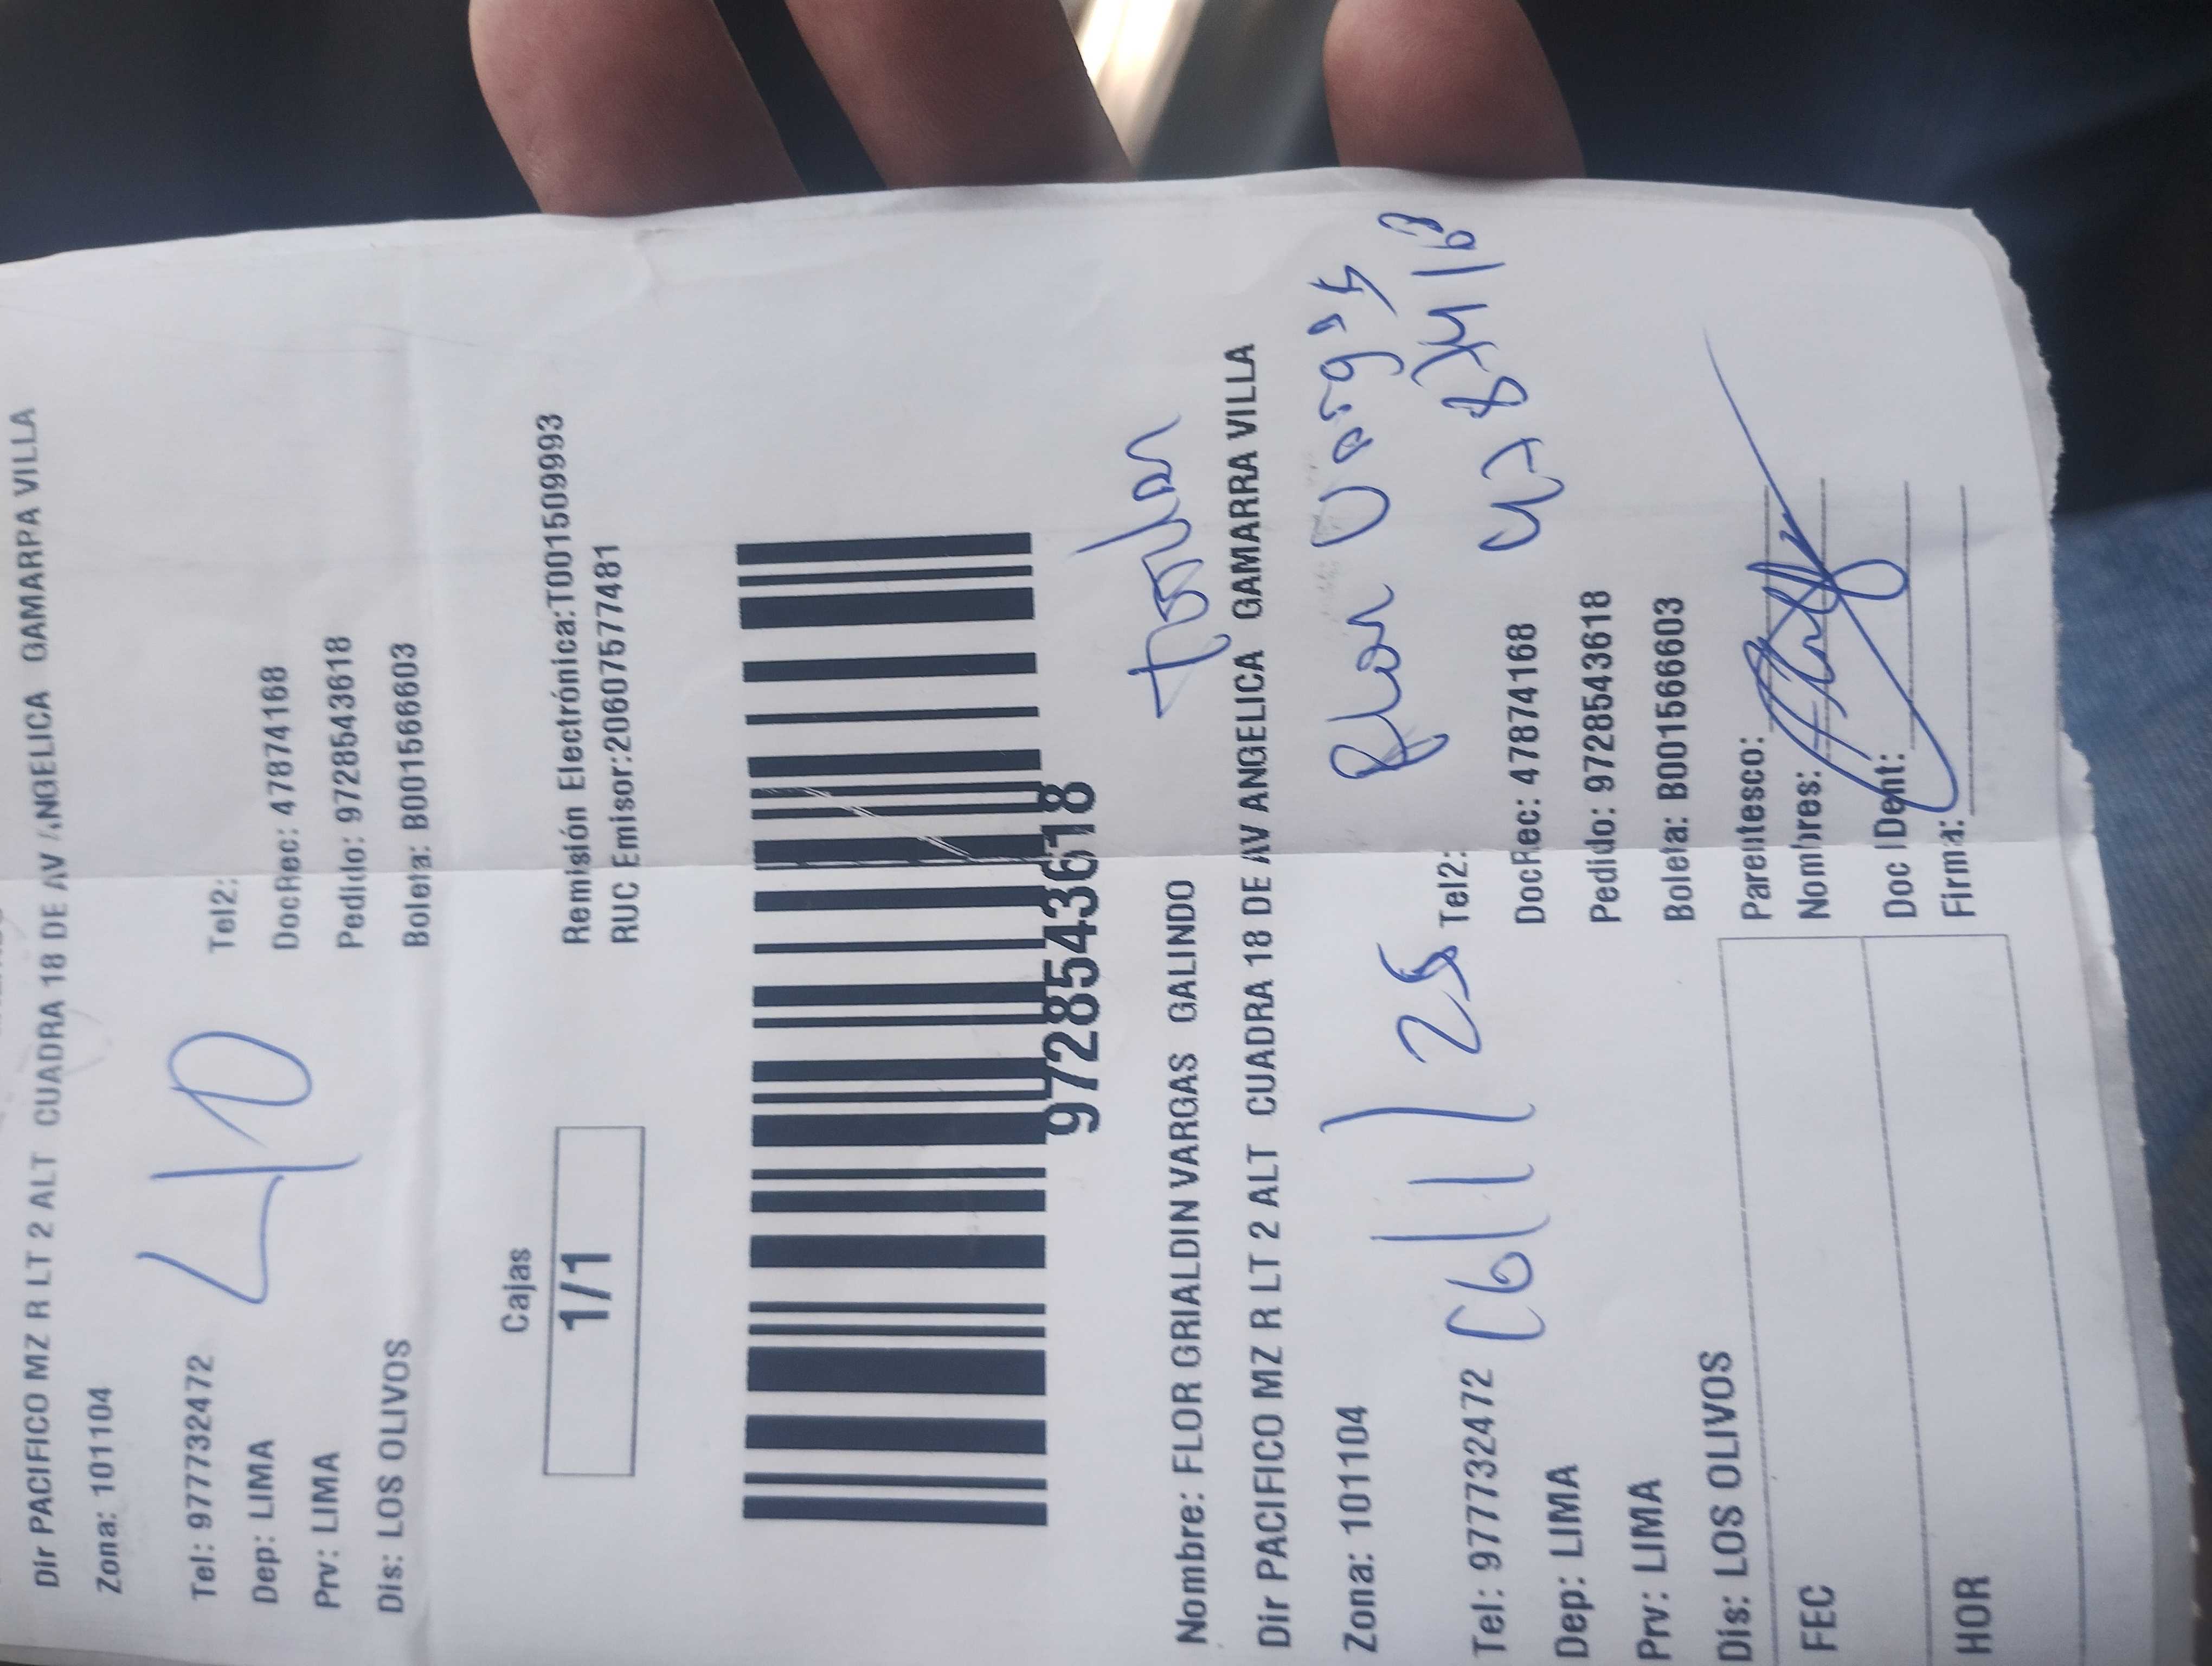 Dir PACIFICO MZ R LT 2 ALT CUADRA 18 DE AV ANGELICA GAMARRA VILLA
Zona: 101104
Tel: 977732472 Tel2:
Dep: LIMA DocRec: 47874168
Prv: LIMA Pedido: 9728543618
Dis: LOS OLIVOS Boleta: B001566603
Cajas
1/1
Remisión Electrónica:T001509993
RUC Emisor:20607577481
9728543618
Nombre: FLOR GRIALDIN VARGAS GALINDO
Dir PACIFICO MZ R LT 2 ALT CUADRA 18 DE AV ANGELICA GAMARRA VILLA
Flor Vargas
Zona: 101104
47874168
Tel: 977732472 Tel2:
Dep: LIMA DocRec: 47874168
Prv: LIMA Pedido: 9728543618
Dis: LOS OLIVOS Boleta: B001566603
FEC Parentesco:
Nombres:
HOR Doc IDent:
Firma: